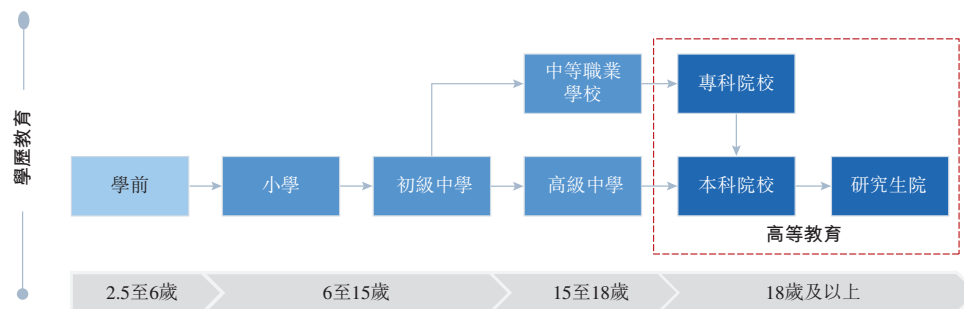 學歷教育
中等職業
學校
專科院校
學前
小學
初級中學
高級中學
本科院校
研究生院
高等教育
2.5至6歲
6至15歲
15至18歲
18歲及以上